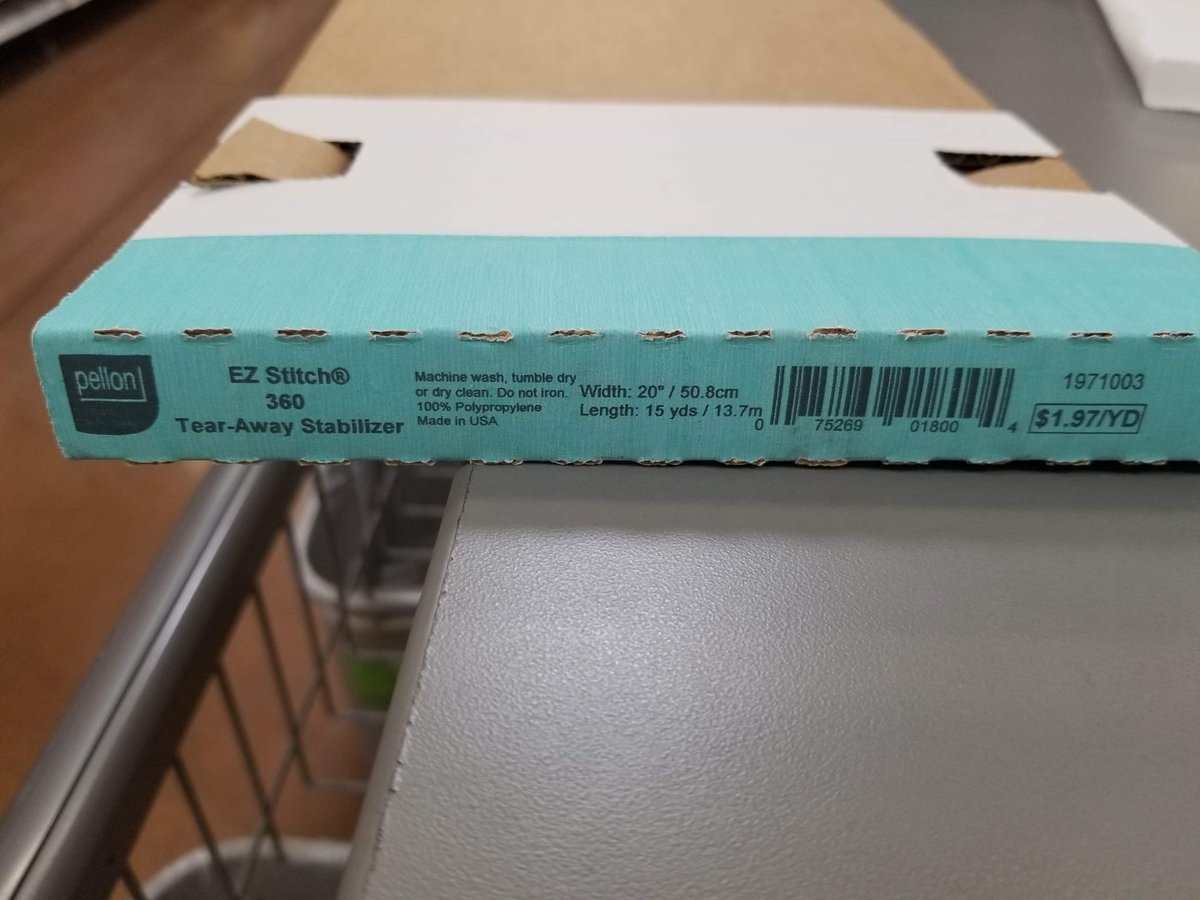 pellon
EZ Stitch®
360
Tear-Away Stabilizer
Machine wash, tumble dry
or dry clean. Do not iron.
100% Polypropylene
Made in USA
Width: 20" / 50.8cm
Length: 15 yds / 13.7m
0 75269 01800 4
1971003
$1.97/YD